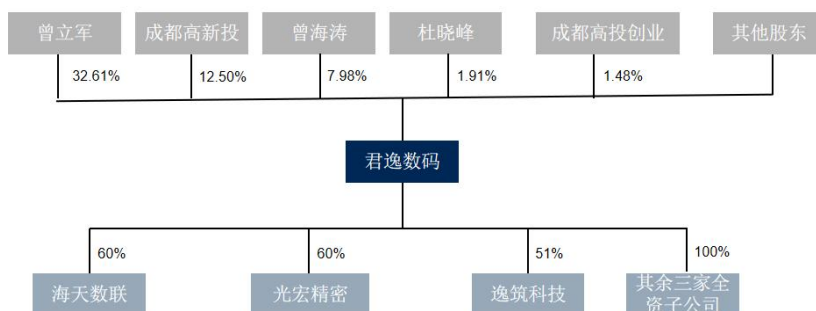 曾立军
成都高新投
曾海涛
杜晓峰
成都高投创业
其他股东
32.61%
12.50%
7.98%
1.91%
1.48%
君逸数码
60%
60%
51%
100%
海天数联
光宏精密
逸筑科技
其余三家全
资子公司